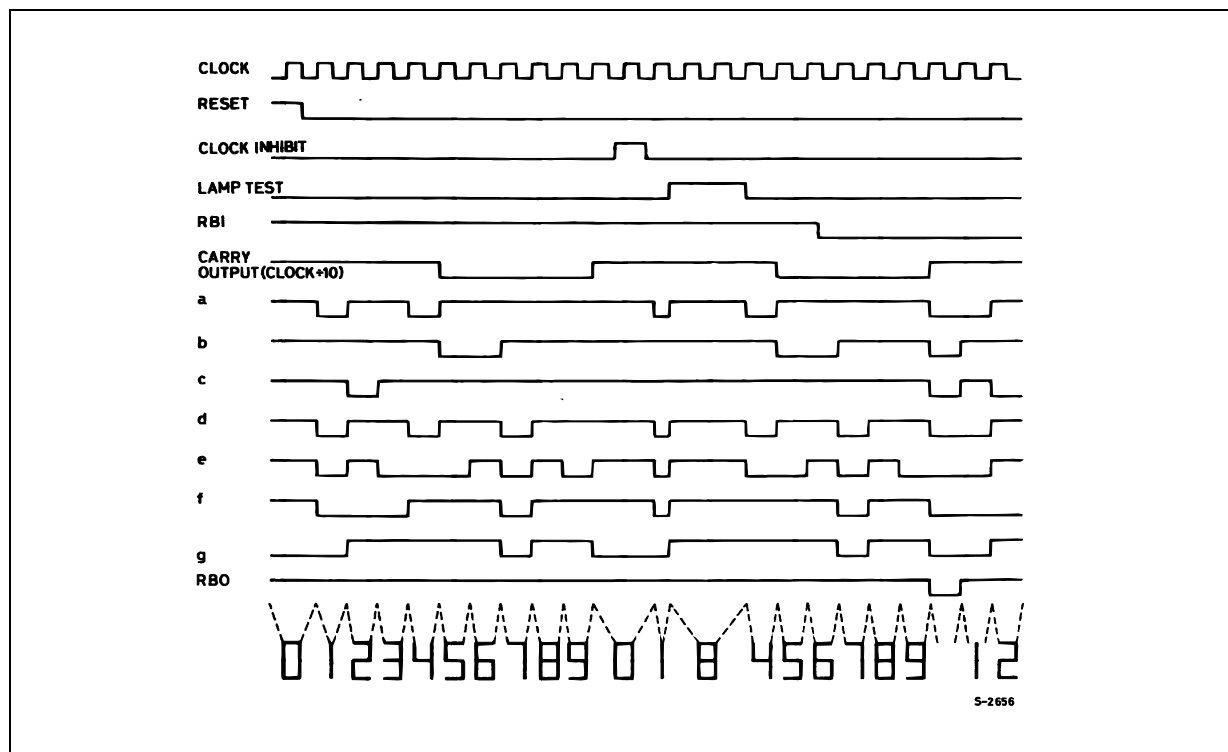 CLOCK
RESET
CLOCK INHIBIT
LAMP TEST
RBI
CARRY
OUTPUT (CLOCK÷10)
a
b
c
d
e
f
g
RBO
0 1 2 3 4 5 6 7 8 9 0 1 8 4 5 6 7 8 9 1 2
S-2656